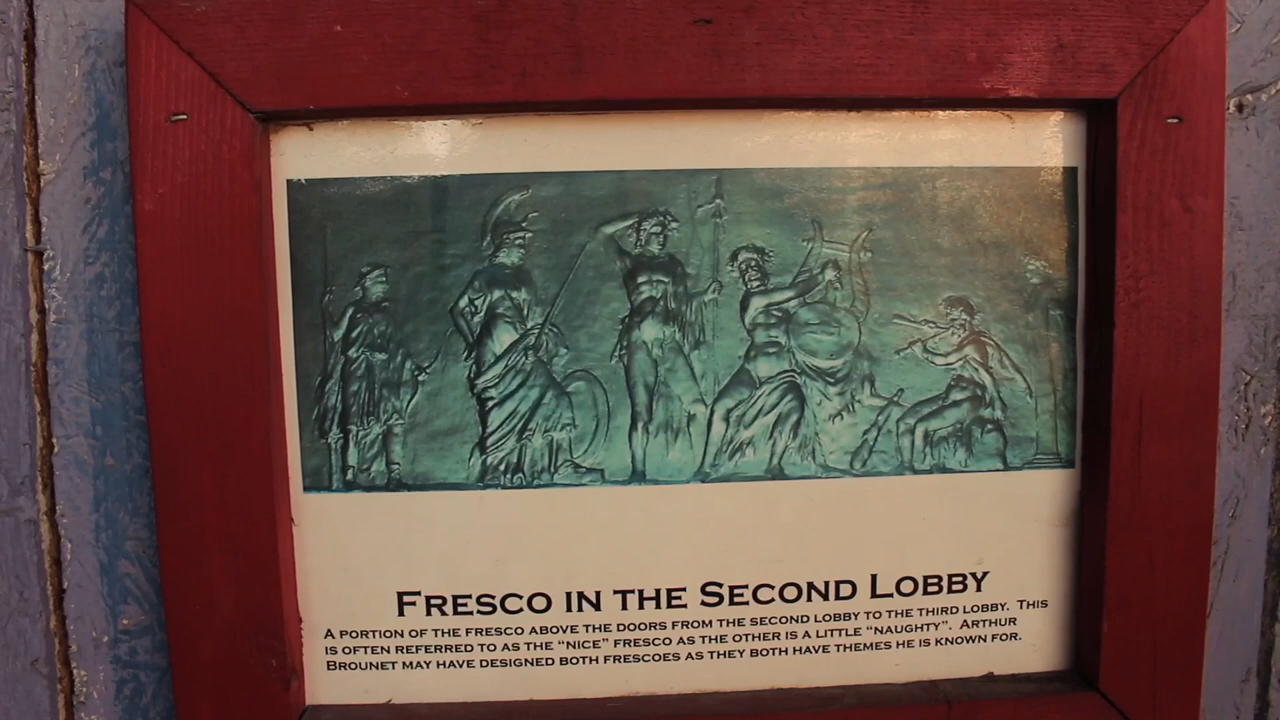 FRESCO IN THE SECOND LOBBY
A PORTION OF THE FRESCO ABOVE THE DOORS FROM THE SECOND LOBBY TO THE THIRD LOBBY. THIS
IS OFTEN REFERRED TO AS THE “NICE” FRESCO AS THE OTHER IS A LITTLE “NAUGHTY”. ARTHUR
BROUNET MAY HAVE DESIGNED BOTH FRESCOES AS THEY BOTH HAVE THEMES HE IS KNOWN FOR.